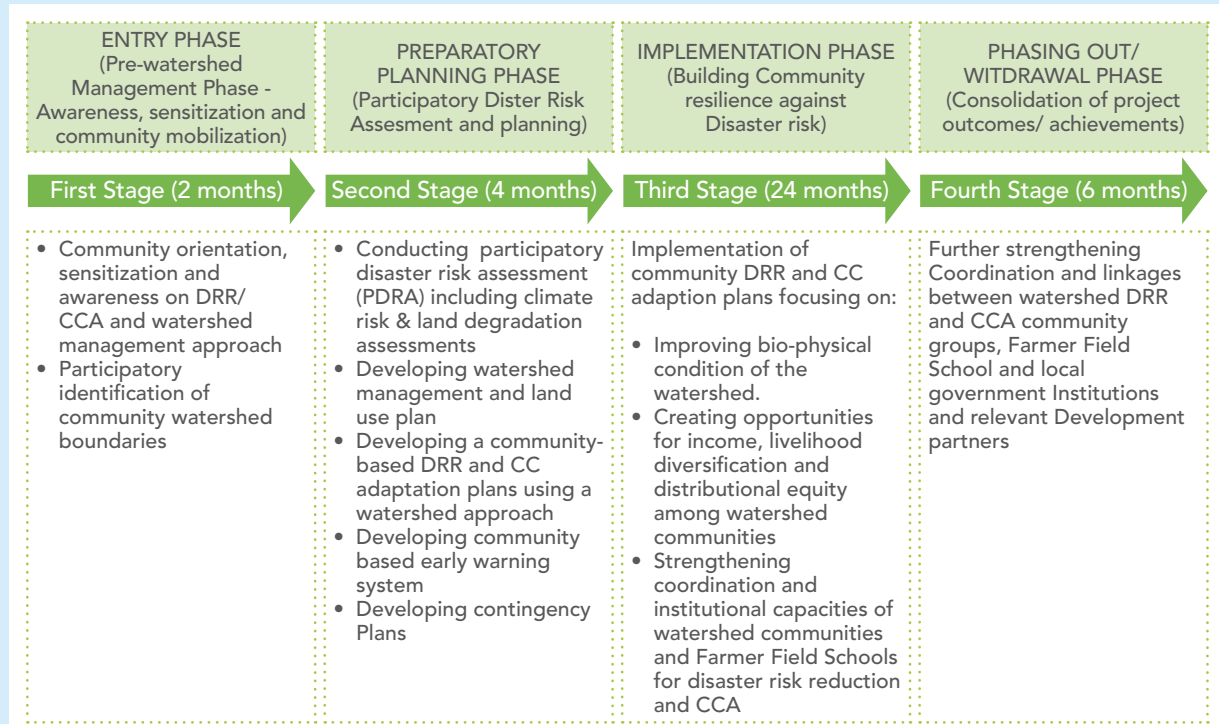 ENTRY PHASE
(Pre-watershed
Management Phase -
Awareness, sensitization and
community mobilization)
PREPARATORY
PLANNING PHASE
(Participatory Dister Risk
Assesment and planning)
IMPLEMENTATION PHASE
(Building Community
resilience against
Disaster risk)
PHASING OUT/
WITDRAWAL PHASE
(Consolidation of project
outcomes/ achievements)
First Stage (2 months)
Second Stage (4 months)
Third Stage (24 months)
Fourth Stage (6 months)
• Community orientation,
sensitization and
awareness on DRR/
CCA and watershed
management approach
• Participatory
identification of
community watershed
boundaries
• Conducting participatory
disaster risk assessment
(PDRA) including climate
risk & land degradation
assessments
• Developing watershed
management and land
use plan
• Developing a community-
based DRR and CC
adaptation plans using a
watershed approach
• Developing community
based early warning
system
• Developing contingency
Plans
Implementation of
community DRR and CC
adaption plans focusing on:
• Improving bio-physical
condition of the
watershed.
• Creating opportunities
for income, livelihood
diversification and
distributional equity
among watershed
communities
• Strengthening
coordination and
institutional capacities of
watershed communities
and Farmer Field Schools
for disaster risk reduction
and CCA
Further strengthening
Coordination and linkages
between watershed DRR
and CCA community
groups, Farmer Field
School and local
government Institutions
and relevant Development
partners